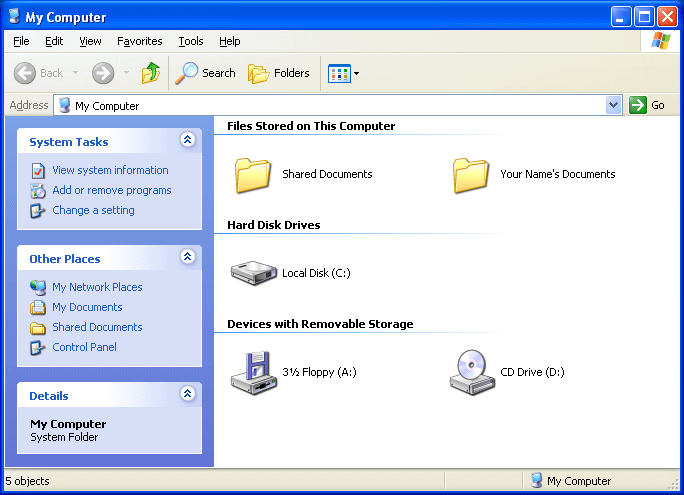 My Computer
File Edit View Favorites Tools Help
Back Search Folders
Address My Computer Go
System Tasks
View system information
Add or remove programs
Change a setting
Other Places
My Network Places
My Documents
Shared Documents
Control Panel
Details
My Computer
System Folder
Files Stored on This Computer
Shared Documents Your Name's Documents
Hard Disk Drives
Local Disk (C:)
Devices with Removable Storage
3½ Floppy (A:) CD Drive (D:)
5 objects My Computer